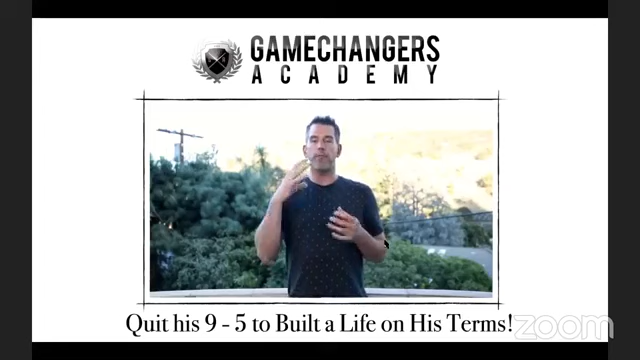 GAMECHANGERS
ACADEMY
Quit his 9 - 5 to Built a Life on His Terms!
zoom